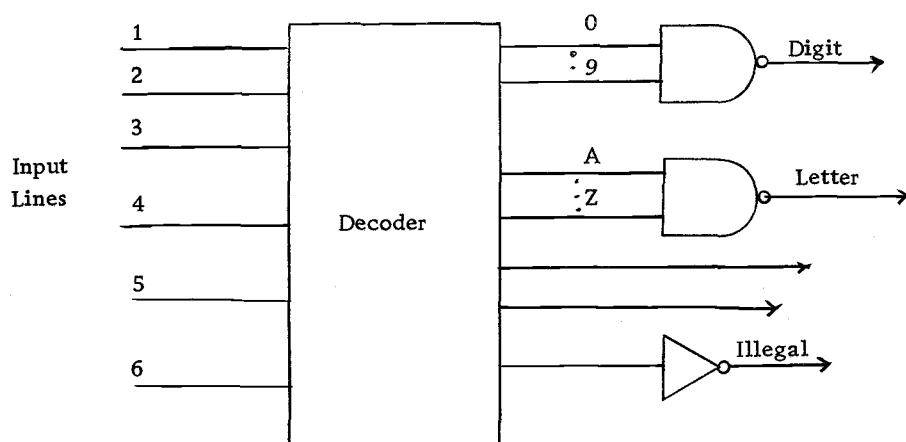 1
2
3
4
5
6
Input
Lines
Decoder
0
9
A
Z
Digit
Letter
Illegal